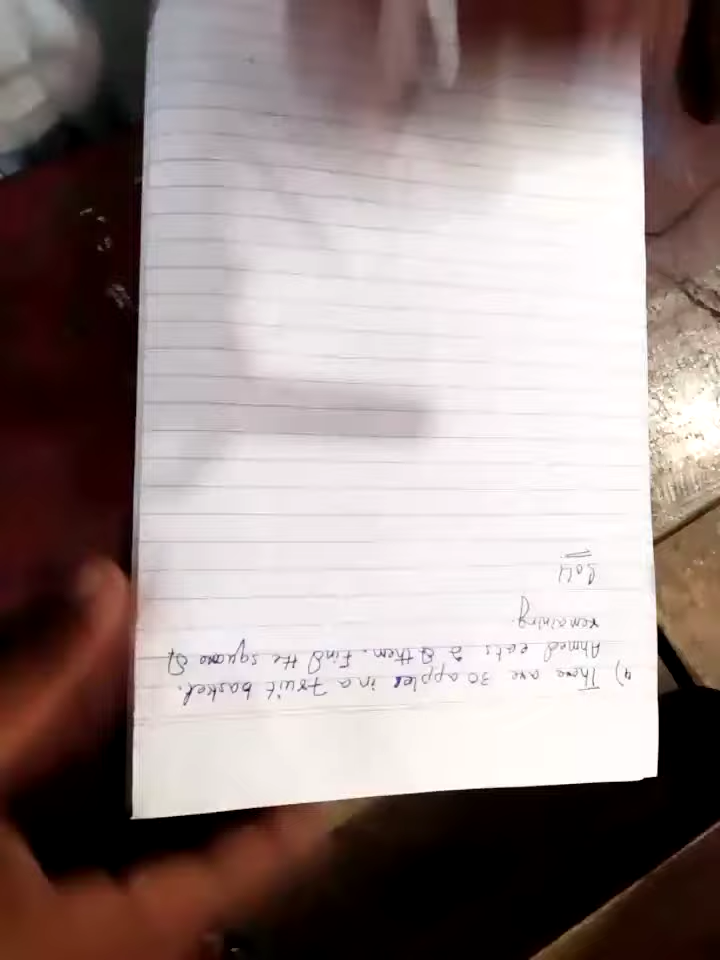 4) There are 30 apples in a fruit basket.
Ahmed eats 2 of them. Find the square of
remaining.
Sol: